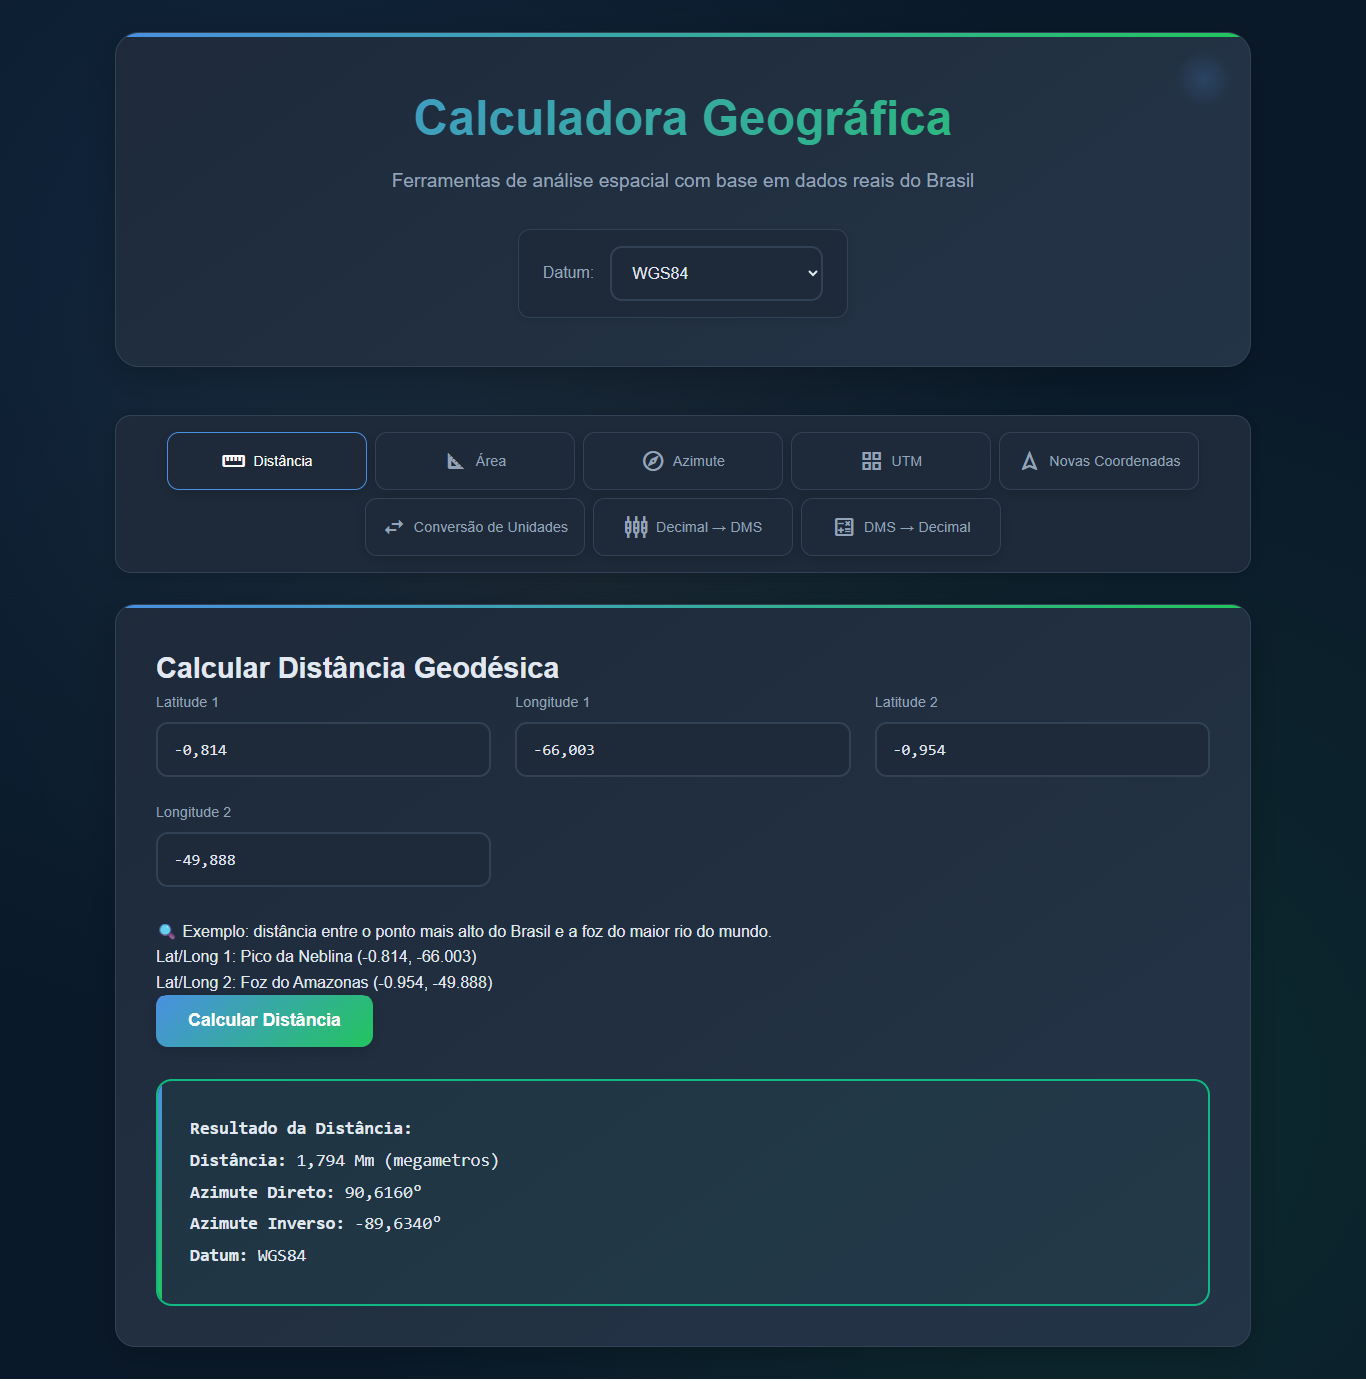 Calculadora Geográfica
Ferramentas de análise espacial com base em dados reais do Brasil
Datum: WGS84
Distância Área Azimute UTM Novas Coordenadas
Conversão de Unidades Decimal → DMS DMS → Decimal
Calcular Distância Geodésica
Latitude 1 Longitude 1 Latitude 2
-0,814 -66,003 -0,954
Longitude 2
-49,888
Exemplo: distância entre o ponto mais alto do Brasil e a foz do maior rio do mundo.
Lat/Long 1: Pico da Neblina (-0.814, -66.003)
Lat/Long 2: Foz do Amazonas (-0.954, -49.888)
Calcular Distância
Resultado da Distância:
Distância: 1,794 Mm (megametros)
Azimute Direto: 90,6160°
Azimute Inverso: -89,6340°
Datum: WGS84